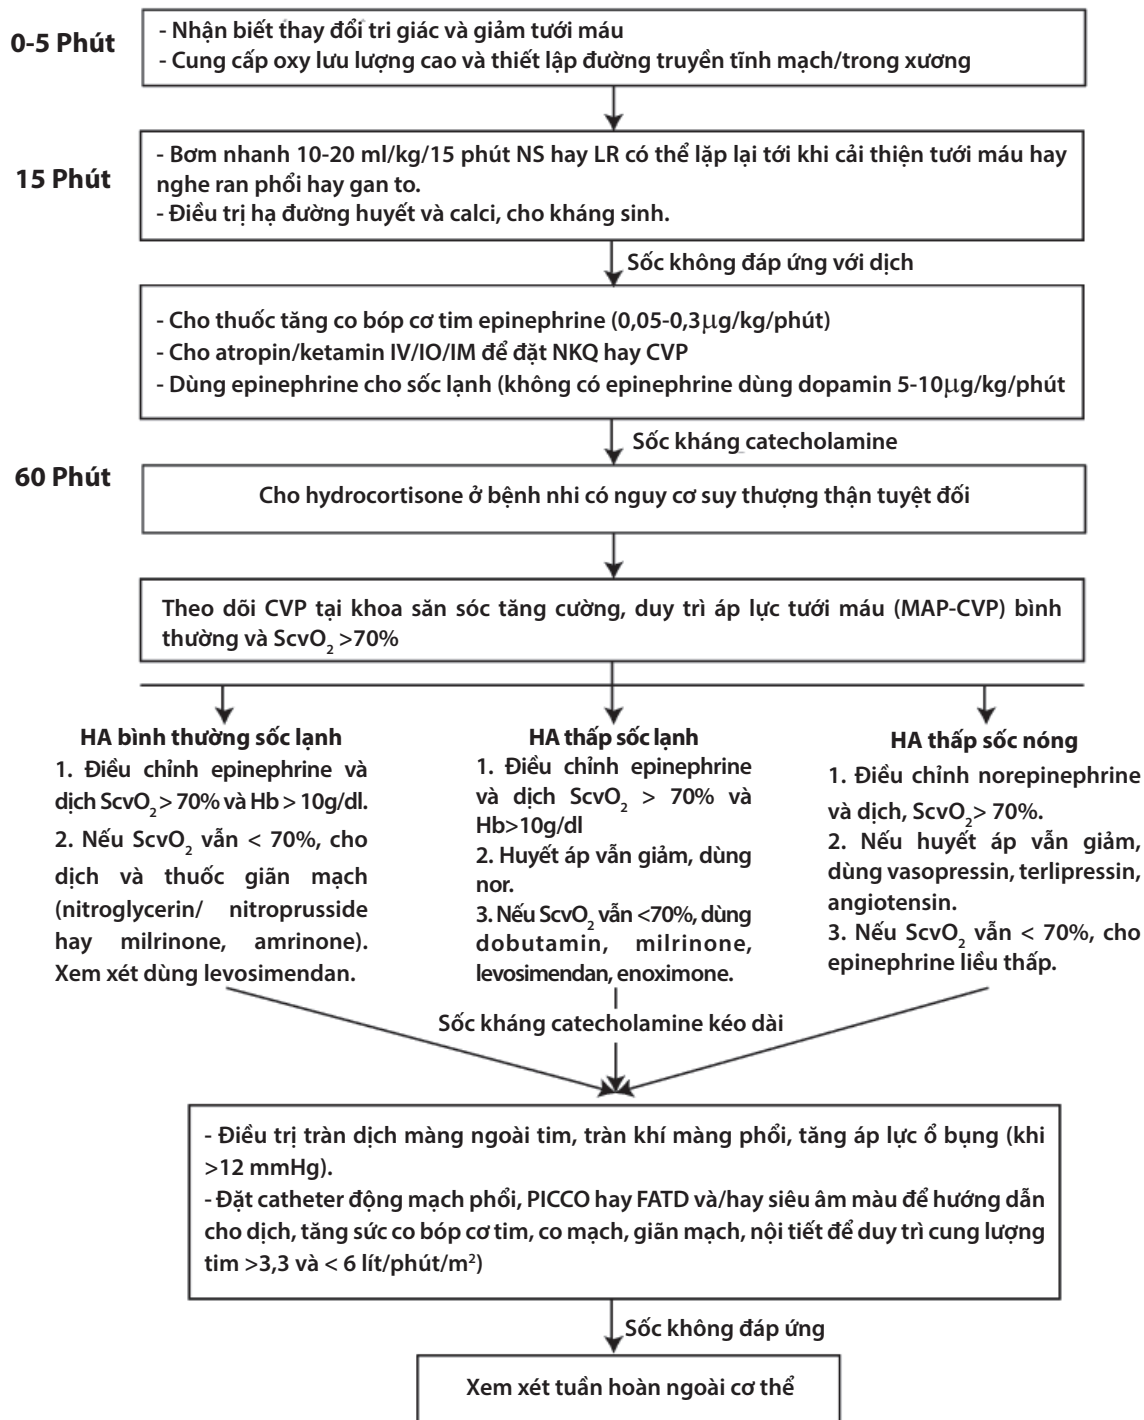 0-5 Phút
- Nhận biết thay đổi tri giác và giảm tưới máu
- Cung cấp oxy lưu lượng cao và thiết lập đường truyền tĩnh mạch/trong xương
15 Phút
- Bơm nhanh 10-20 ml/kg/15 phút NS hay LR có thể lặp lại tới khi cải thiện tưới máu hay
nghe ran phổi hay gan to.
- Điều trị hạ đường huyết và calci, cho kháng sinh.
Sốc không đáp ứng với dịch
- Cho thuốc tăng co bóp cơ tim epinephrine (0,05-0,3µg/kg/phút)
- Cho atropin/ketamin IV/IO/IM để đặt NKQ hay CVP
- Dùng epinephrine cho sốc lạnh (không có epinephrine dùng dopamin 5-10µg/kg/phút
Sốc kháng catecholamine
60 Phút
Cho hydrocortisone ở bệnh nhi có nguy cơ suy thượng thận tuyệt đối
Theo dõi CVP tại khoa săn sóc tăng cường, duy trì áp lực tưới máu (MAP-CVP) bình
thường và ScvO₂ >70%
HA bình thường sốc lạnh
1. Điều chỉnh epinephrine và
dịch ScvO₂ > 70% và Hb > 10g/dl.
2. Nếu ScvO₂ vẫn < 70%, cho
dịch và thuốc giãn mạch
(nitroglycerin/ nitroprusside
hay milrinone, amrinone).
Xem xét dùng levosimendan.
HA thấp sốc lạnh
1. Điều chỉnh epinephrine
và dịch ScvO₂ > 70% và
Hb>10g/dl
2. Huyết áp vẫn giảm, dùng
nor.
3. Nếu ScvO₂ vẫn <70%, dùng
dobutamin, milrinone,
levosimendan, enoximone.
HA thấp sốc nóng
1. Điều chỉnh norepinephrine
và dịch, ScvO₂> 70%.
2. Nếu huyết áp vẫn giảm,
dùng vasopressin, terlipressin,
angiotensin.
3. Nếu ScvO₂ vẫn < 70%, cho
epinephrine liều thấp.
Sốc kháng catecholamine kéo dài
- Điều trị tràn dịch màng ngoài tim, tràn khí màng phổi, tăng áp lực ổ bụng (khi
>12 mmHg).
-Đặt catheter động mạch phổi, PICCO hay FATD và/hay siêu âm màu để hướng dẫn
cho dịch, tăng sức co bóp cơ tim, co mạch, giãn mạch, nội tiết để duy trì cung lượng
tim >3,3 và < 6 lít/phút/m²)
Sốc không đáp ứng
Xem xét tuần hoàn ngoài cơ thể